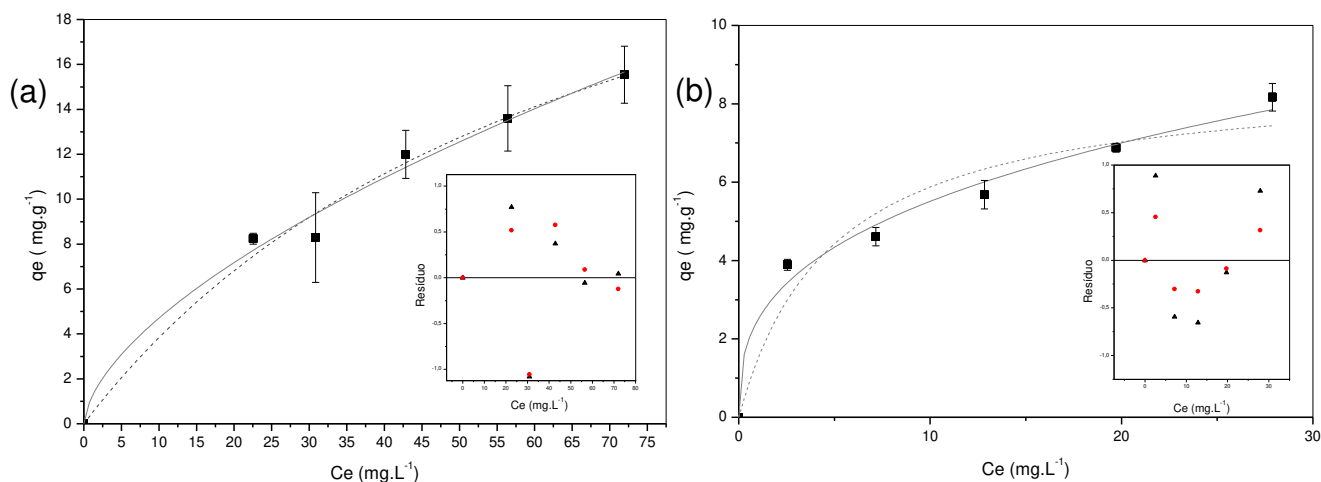 (a)
qe ( mg.g⁻¹)
18
16
14
12
10
8
6
4
2
0
0 5 10 15 20 25 30 35 40 45 50 55 60 65 70 75
Ce (mg.L⁻¹)
Resíduo
1,0
0,5
0,0
-0,5
-1,0
0 10 20 30 40 50 60 70 80
Ce (mg.L⁻¹)
(b)
qe ( mg.g⁻¹)
10
8
6
4
2
0
0 10 20 30
Ce (mg.L⁻¹)
Resíduo
1,0
0,5
0,0
-0,5
-1,0
0 10 20 30
Ce (mg.L⁻¹)